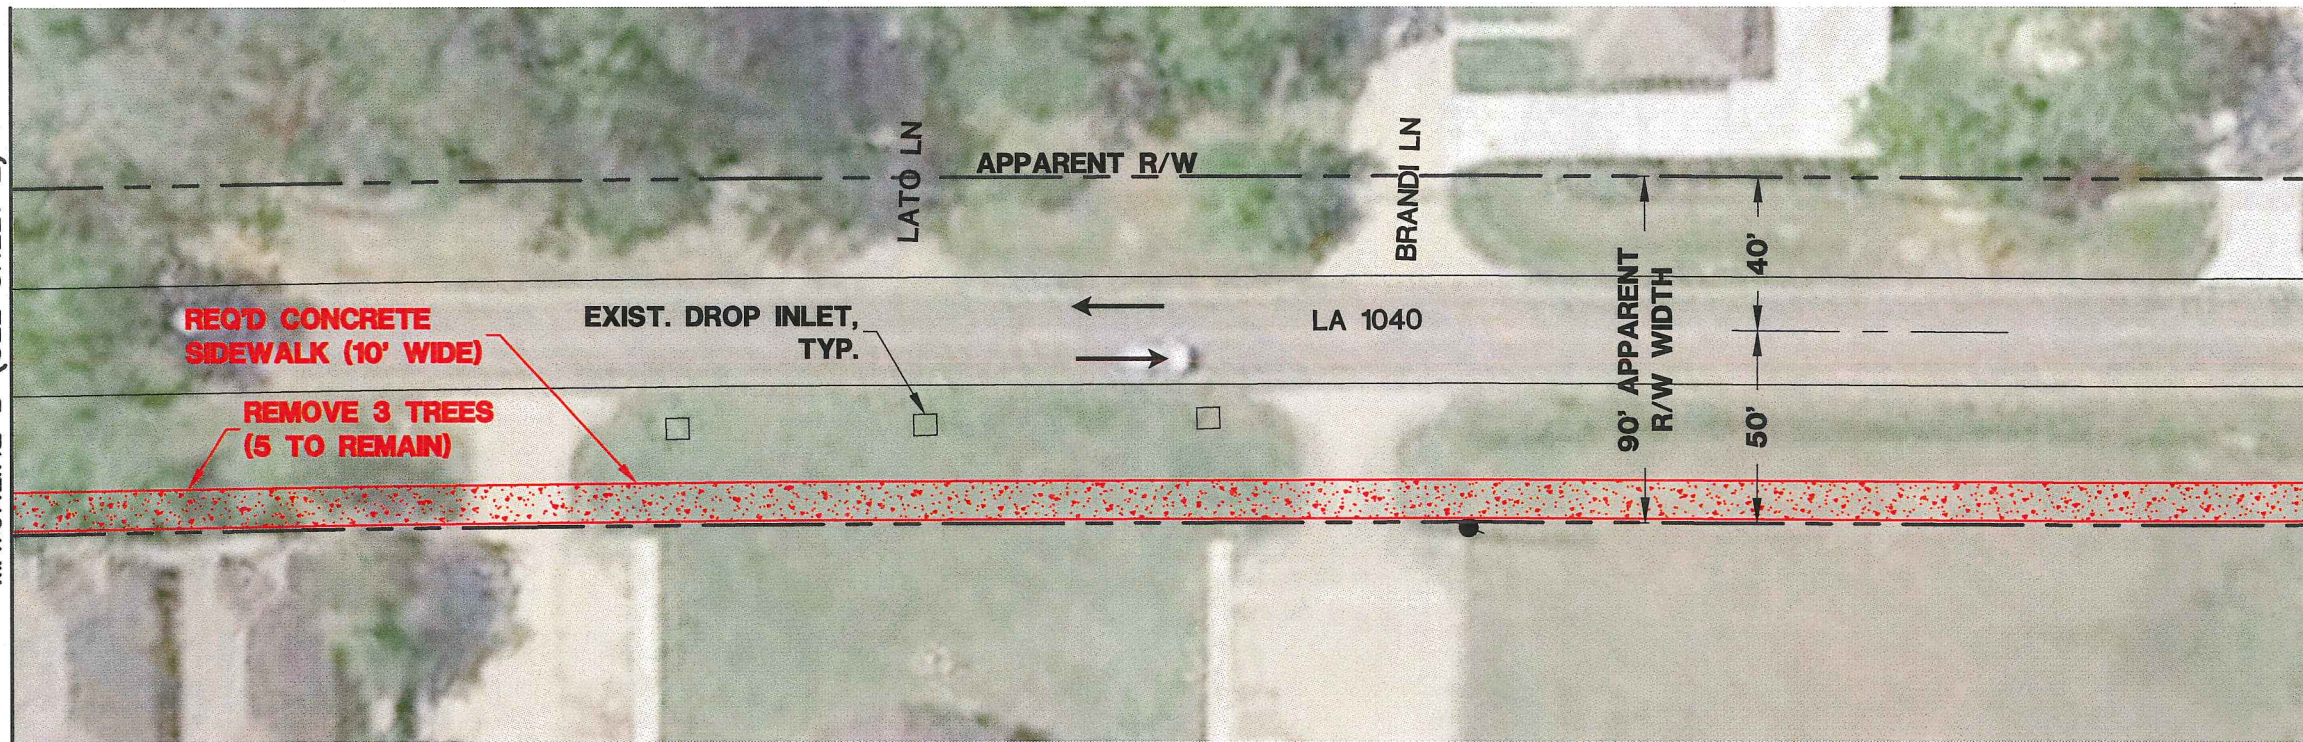 LATO LN
APPARENT R/W
BRANDI LN
REQ'D CONCRETE
SIDEWALK (10' WIDE)
EXIST. DROP INLET,
TYP.
LA 1040
90' APPARENT
R/W WIDTH
40'
50'
REMOVE 3 TREES
(5 TO REMAIN)